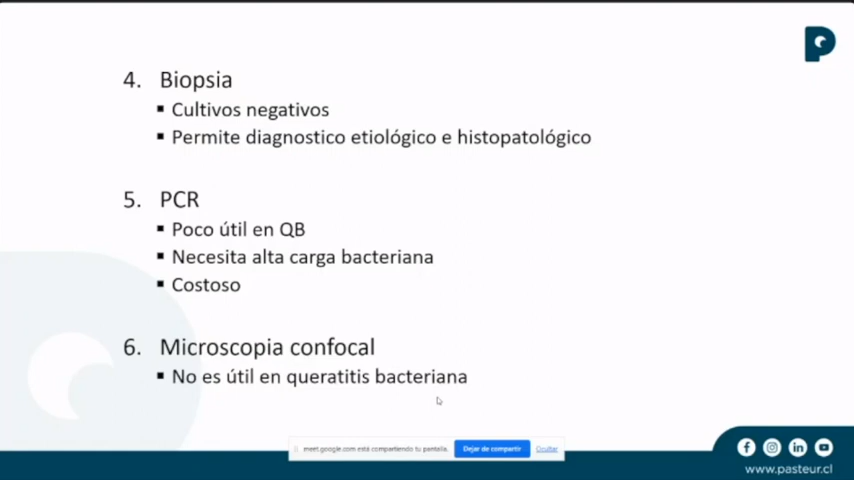 4. Biopsia
▪ Cultivos negativos
▪ Permite diagnostico etiológico e histopatológico
5. PCR
▪ Poco útil en QB
▪ Necesita alta carga bacteriana
▪ Costoso
6. Microscopia confocal
▪ No es útil en queratitis bacteriana
meet.google.com está compartiendo tu pantalla. Dejar de compartir Ocultar
www.pasteur.cl